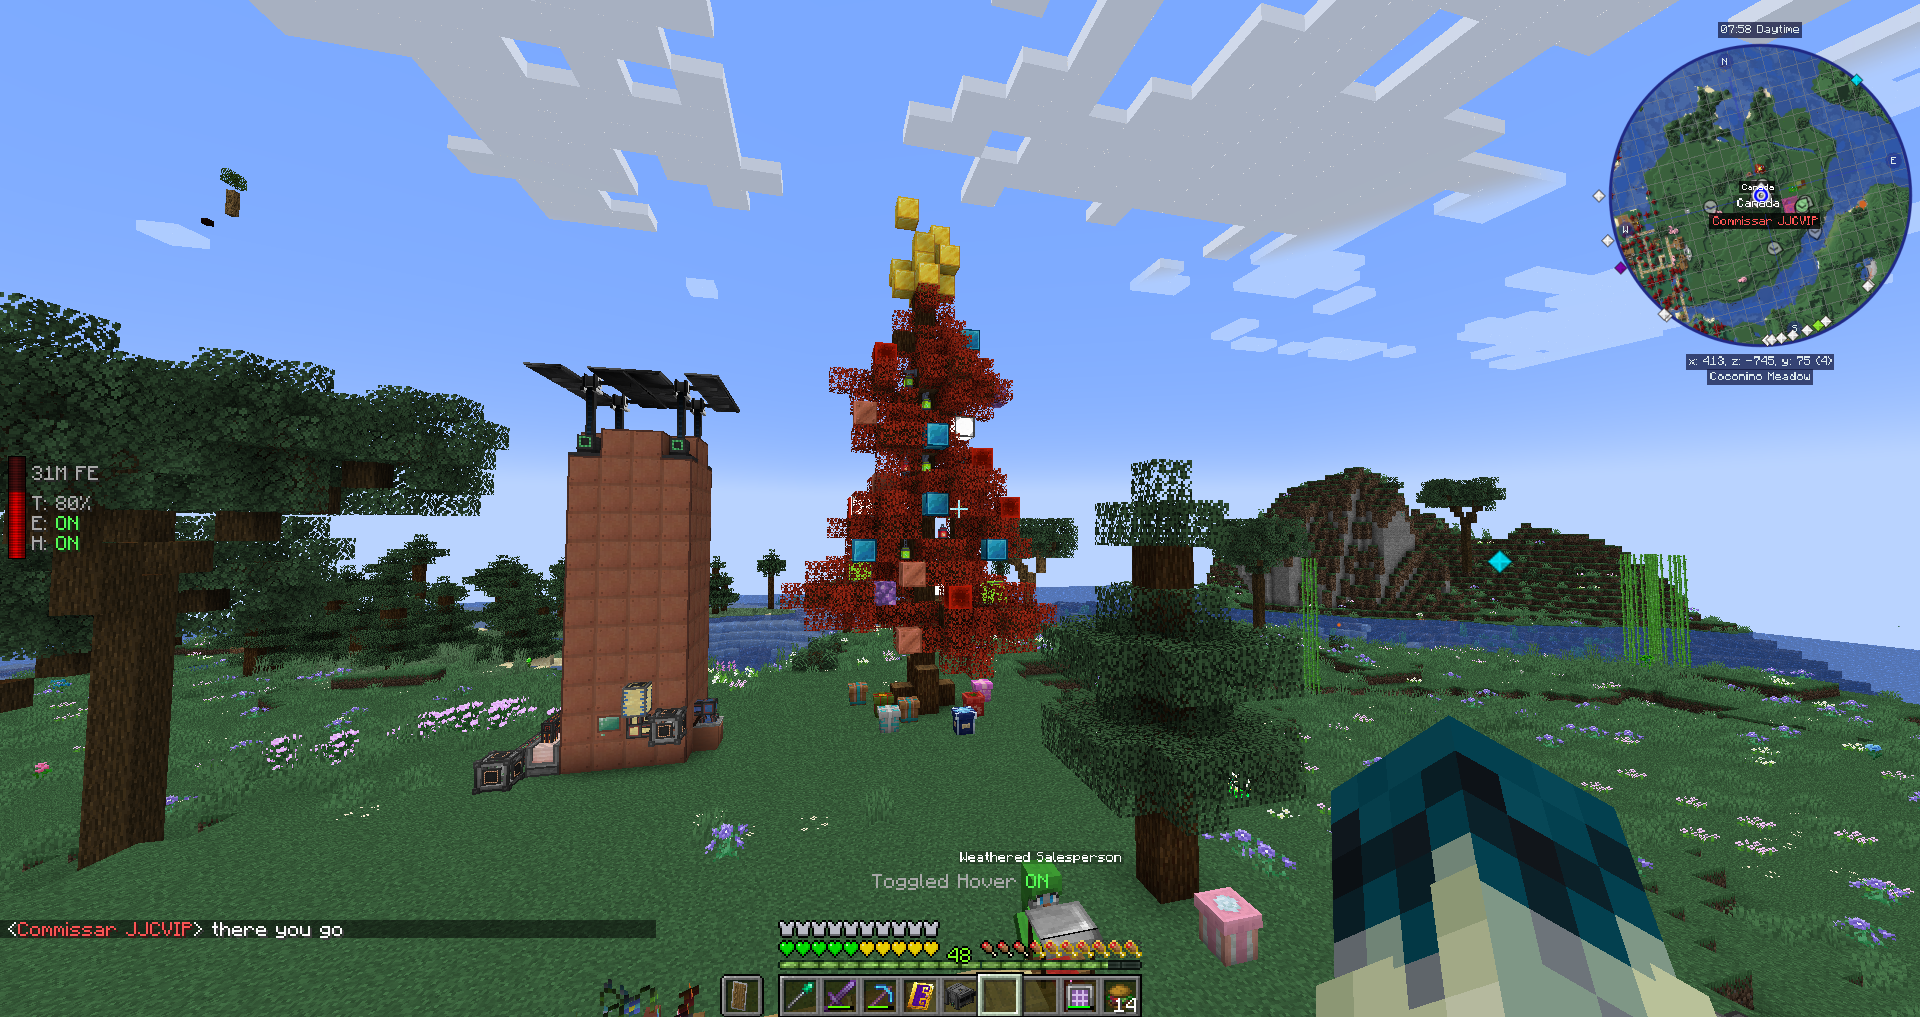 07:58 Daytime
N
E
Canada
Canada
Commissar JJCVIP
W
S
x: 413, z: -745, y: 75 (4)
Coconino Meadow
31M FE
T: 80%
E: ON
H: ON
Weathered Salesperson
Toggled Hover ON
<Commissar JJCVIP> there you go
48
14